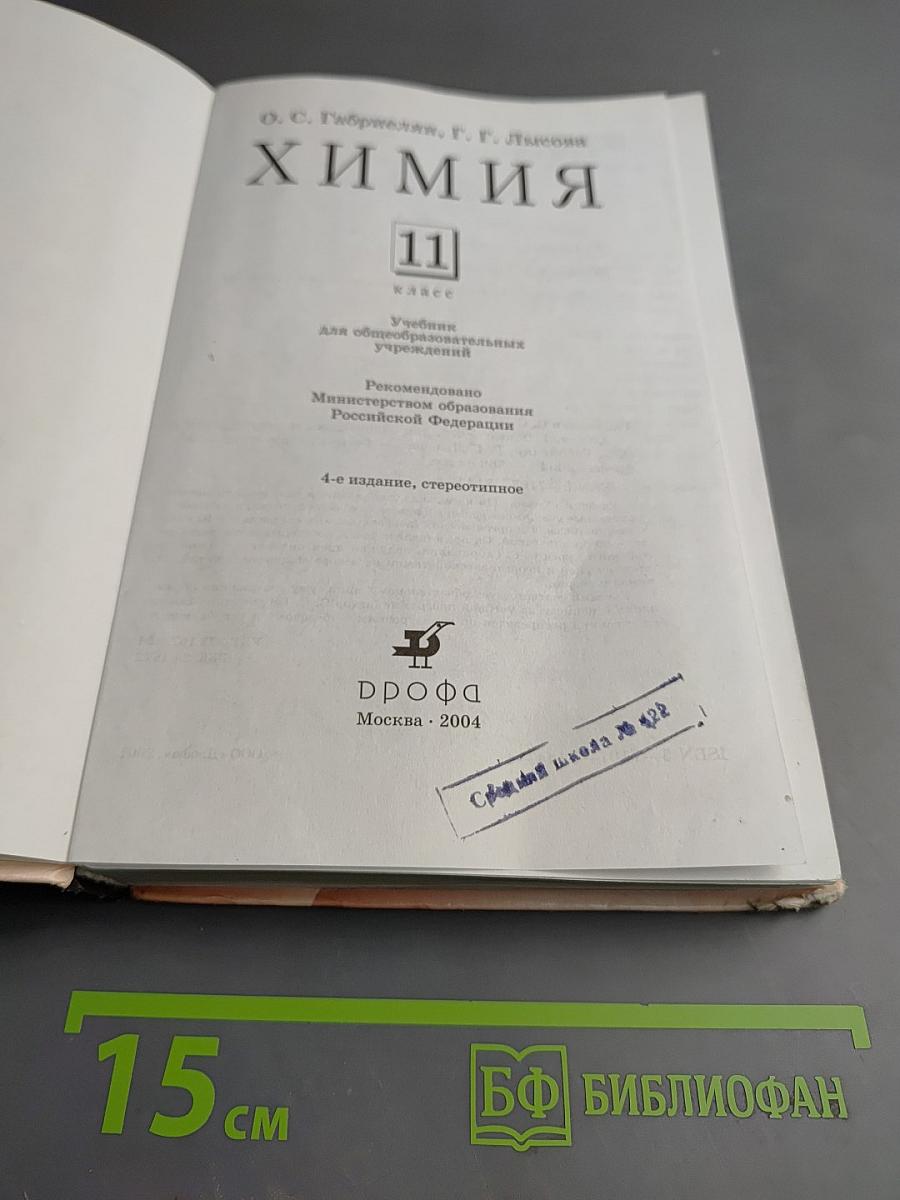 О. С. Габриелян, Г. Г. Лысова
ХИМИЯ
11
класс
Учебник
для общеобразовательных
учреждений
Рекомендовано
Министерством образования
Российской Федерации
4-е издание, стереотипное
ДРОФА
Москва · 2004
Средняя школа № 122
15 см
БФ БИБЛИОФАН